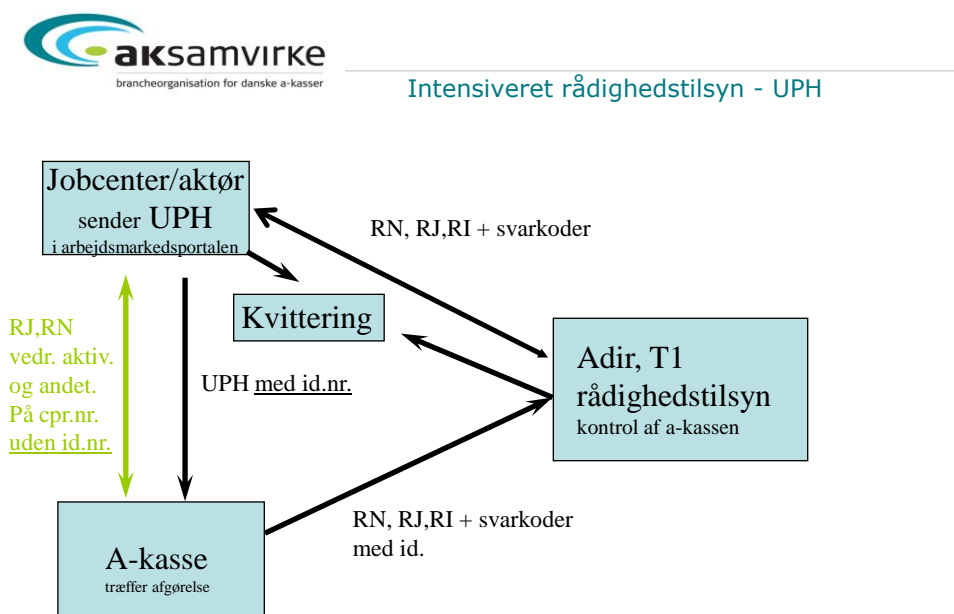 aksamvirke
brancheorganisation for danske a-kasser
Intensiveret rådighedstilsyn - UPH
Jobcenter/aktør
sender UPH
i arbejdsmarkedsportalen
RN, RJ,RI + svarkoder
Kvittering
RJ,RN
vedr. aktiv.
og andet.
På cpr.nr.
uden id.nr.
UPH med id.nr.
Adir, T1
rådighedstilsyn
kontrol af a-kassen
RN, RJ,RI + svarkoder
med id.
A-kasse
træffer afgørelse